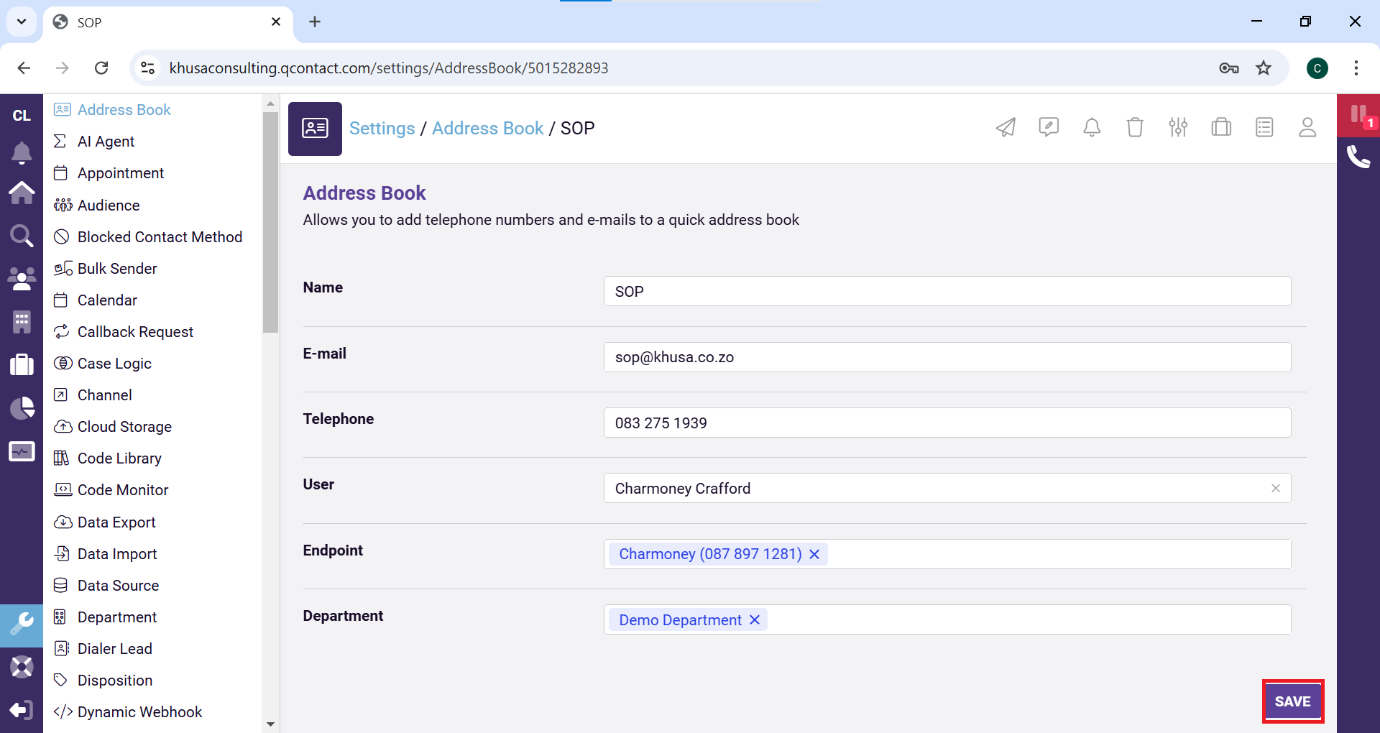 SOP
khusaconsulting.qcontact.com/settings/AddressBook/5015282893
C
CL
Address Book
AI Agent
Appointment
Audience
Blocked Contact Method
Bulk Sender
Calendar
Callback Request
Case Logic
Channel
Cloud Storage
Code Library
Code Monitor
Data Export
Data Import
Data Source
Department
Dialer Lead
Disposition
Dynamic Webhook
Settings / Address Book / SOP
1
Address Book
Allows you to add telephone numbers and e-mails to a quick address book
Name
SOP
E-mail
sop@khusa.co.zo
Telephone
083 275 1939
User
Charmoney Crafford
Endpoint
Charmoney (087 897 1281)
Department
Demo Department
SAVE